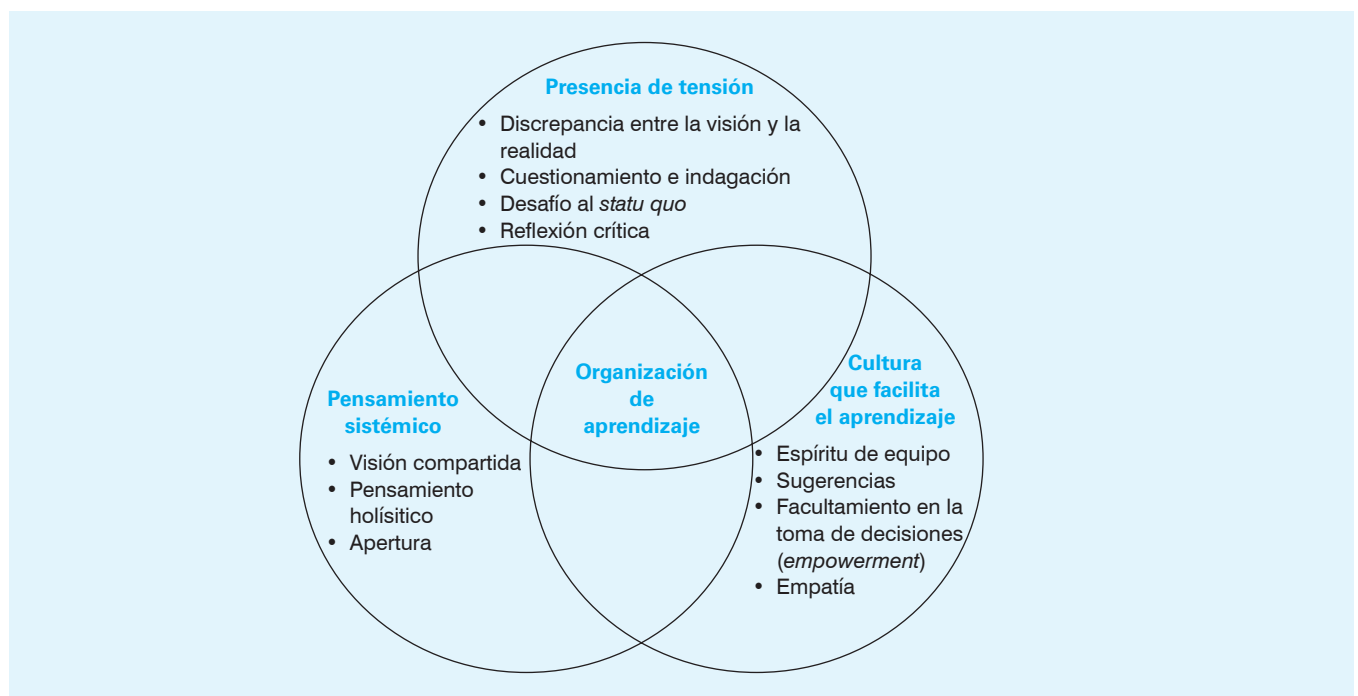 Presencia de tensión
• Discrepancia entre la visión y la
realidad
• Cuestionamiento e indagación
• Desafío al statu quo
• Reflexión crítica
Organización
de
aprendizaje
Pensamiento
sistémico
• Visión compartida
• Pensamiento
holísitico
• Apertura
Cultura
que facilita
el aprendizaje
• Espíritu de equipo
• Sugerencias
• Facultamiento en la
toma de decisiones
(empowerment)
• Empatía